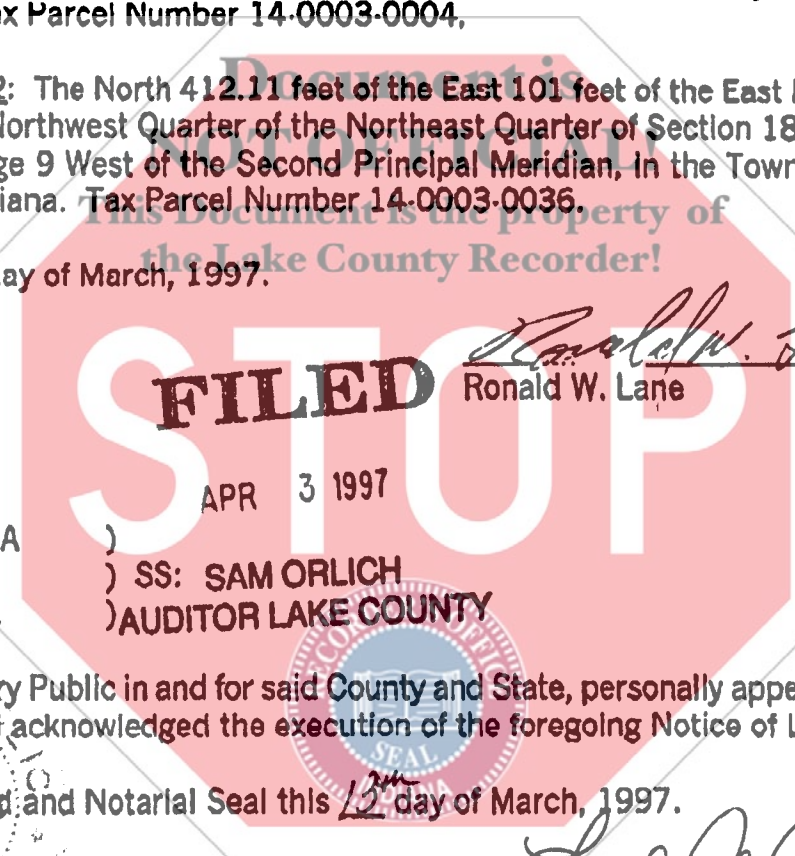 ax Parcel Number 14-0003-0004,
Document is
2: The North 412.11 feet of the East 101 feet of the East
Northwest Quarter of the Northeast Quarter of Section 18
NOT OFFICIAL!
ge 9 West of the Second Principal Meridian, in the Town
iana. Tax Parcel Number 14-0003-0036.
This Document is the property of
the Lake County Recorder!
ay of March, 1997.
STOP
FILED
Ronald W. Lane
APR 3 1997
A )
) SS: SAM ORLICH
)AUDITOR LAKE COUNTY
y Public in and for said County and State, personally appe
acknowledged the execution of the foregoing Notice of L
SEAL
d and Notarial Seal this 13th day of March, 1997.